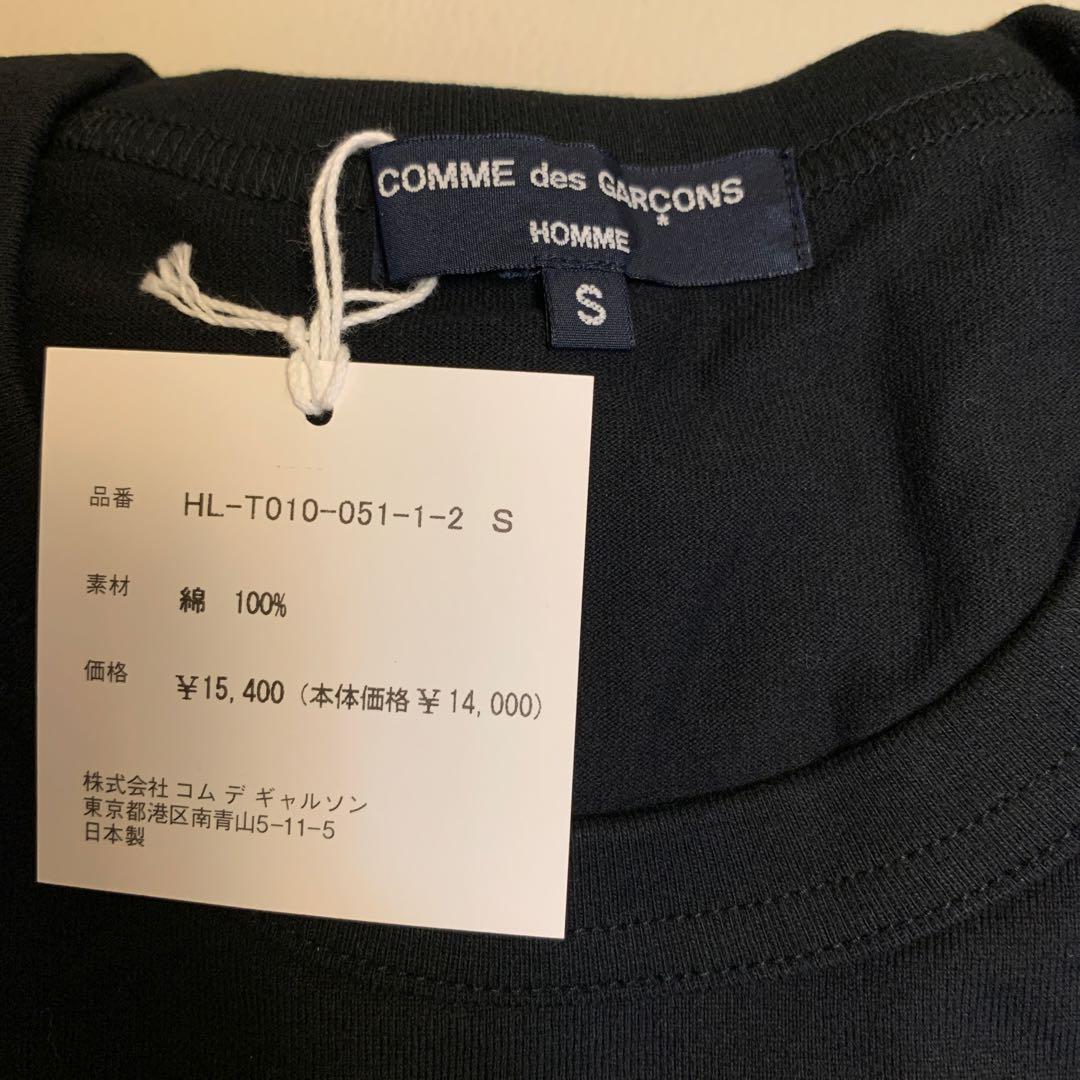 COMME des GARÇONS
HOMME
S
品番 HL-T010-051-1-2 S
素材 綿 100%
価格 ¥15,400 (本体価格 ¥ 14,000)
株式会社 コム デ ギャルソン
東京都港区南青山5-11-5
日本製